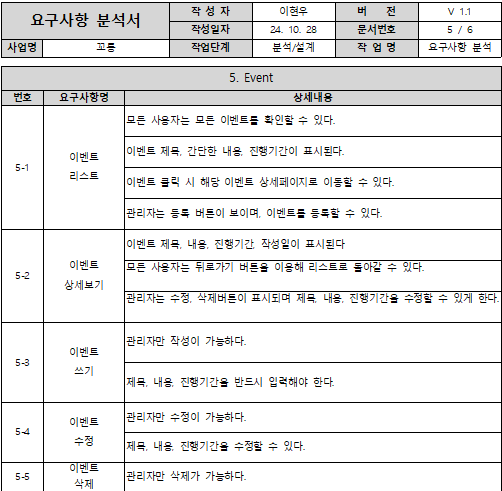 요구사항 분석서
작 성 자 이현우 버 전 V 1.1
작성일자 24. 10. 28 문서번호 5 / 6
사업명 꼬롱 작업단계 분석/설계 작 업 명 요구사항 분석
5. Event
번호 요구사항명 상세내용
5-1 이벤트 리스트
모든 사용자는 모든 이벤트를 확인할 수 있다.
이벤트 제목, 간단한 내용, 진행기간이 표시된다.
이벤트 클릭 시 해당 이벤트 상세페이지로 이동할 수 있다.
관리자는 등록 버튼이 보이며, 이벤트를 등록할 수 있다.
5-2 이벤트 상세보기
이벤트 제목, 내용, 진행기간, 작성일이 표시된다
모든 사용자는 뒤로가기 버튼을 이용해 리스트로 돌아갈 수 있다.
관리자는 수정, 삭제버튼이 표시되며 제목, 내용, 진행기간을 수정할 수 있게 한다.
5-3 이벤트 쓰기
관리자만 작성이 가능하다.
제목, 내용, 진행기간을 반드시 입력해야 한다.
5-4 이벤트 수정
관리자만 수정이 가능하다.
제목, 내용, 진행기간을 수정할 수 있다.
5-5 이벤트 삭제
관리자만 삭제가 가능하다.